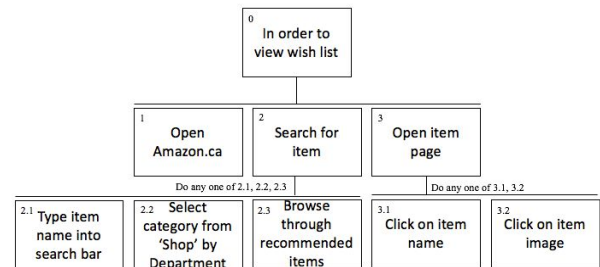 0
In order to
view wish list
1
Open
Amazon.ca
2
Search for
item
3
Open item
page
Do any one of 2.1, 2.2, 2.3
Do any one of 3.1, 3.2
2.1
Type item
name into
search bar
2.2
Select
category from
‘Shop’ by
Department
2.3
Browse
through
recommended
items
3.1
Click on item
name
3.2
Click on item
image